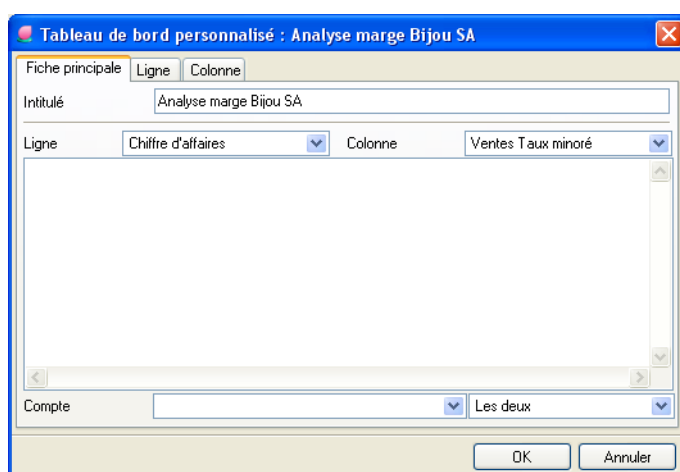 Tableau de bord personnalisé : Analyse marge Bijou SA
Fiche principale Ligne Colonne
Intitulé Analyse marge Bijou SA
Ligne Chiffre d'affaires Colonne Ventes Taux minoré
Compte Les deux
OK Annuler